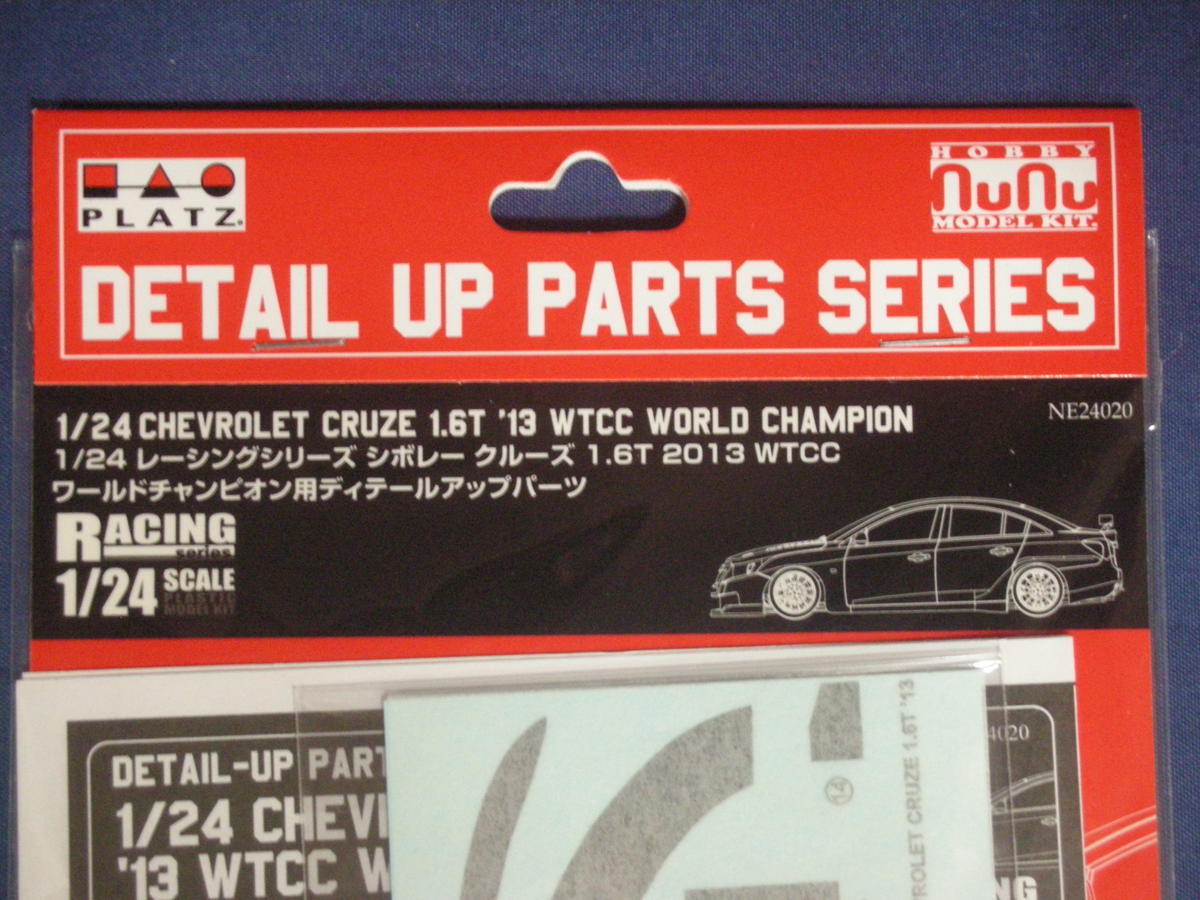 PLATZ.
HOBBY
nunu
MODEL KIT.
DETAIL UP PARTS SERIES
1/24 CHEVROLET CRUZE 1.6T '13 WTCC WORLD CHAMPION
NE24020
1/24 レーシングシリーズ シボレー クルーズ 1.6T 2013 WTCC
ワールドチャンピオン用ディテールアップパーツ
RACING
series
1/24 SCALE
PLASTIC
MODEL KIT
DETAIL-UP PART
1/24 CHEVR
'13 WTCC W
4020
14
ROLET CRUZE 1.6T '13
NG